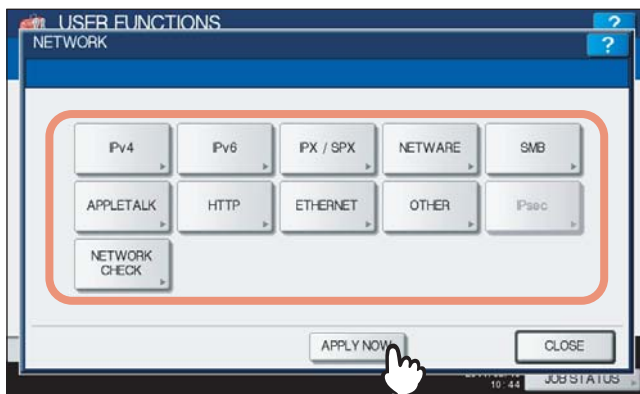 USER FUNCTIONS
?
NETWORK
?
IPv4 IPv6 IPX / SPX NETWARE SMB
APPLETALK HTTP ETHERNET OTHER IPsec
NETWORK
CHECK
APPLY NOW CLOSE
10:44 JOB STATUS